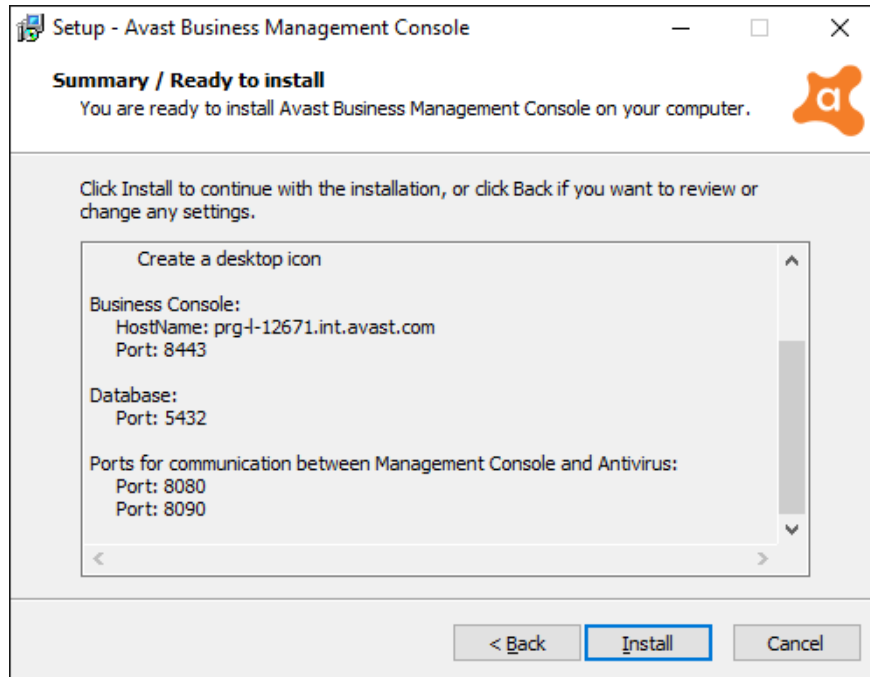 Setup - Avast Business Management Console
Summary / Ready to install
You are ready to install Avast Business Management Console on your computer.
a
Click Install to continue with the installation, or click Back if you want to review or
change any settings.
Create a desktop icon
Business Console:
HostName: prg-l-12671.int.avast.com
Port: 8443
Database:
Port: 5432
Ports for communication between Management Console and Antivirus:
Port: 8080
Port: 8090
< Back
Install
Cancel